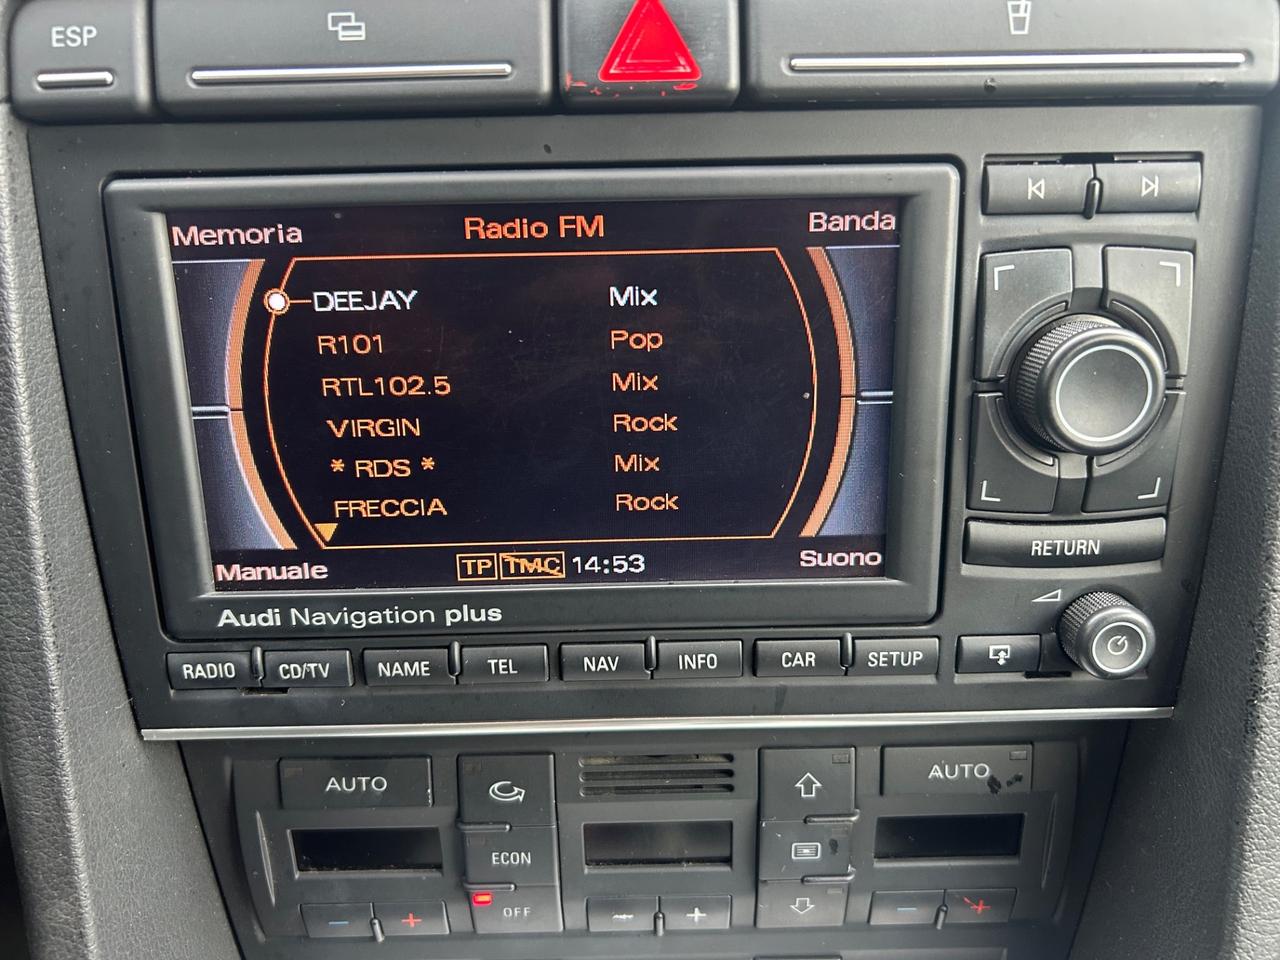 ESP
Memoria Radio FM Banda
DEEJAY Mix
R101 Pop
RTL102.5 Mix
VIRGIN Rock
* RDS * Mix
FRECCIA Rock
Manuale TP TMC 14:53 Suono
Audi Navigation plus
RETURN
RADIO CD/TV NAME TEL NAV INFO CAR SETUP
AUTO AUTO
ECON
OFF